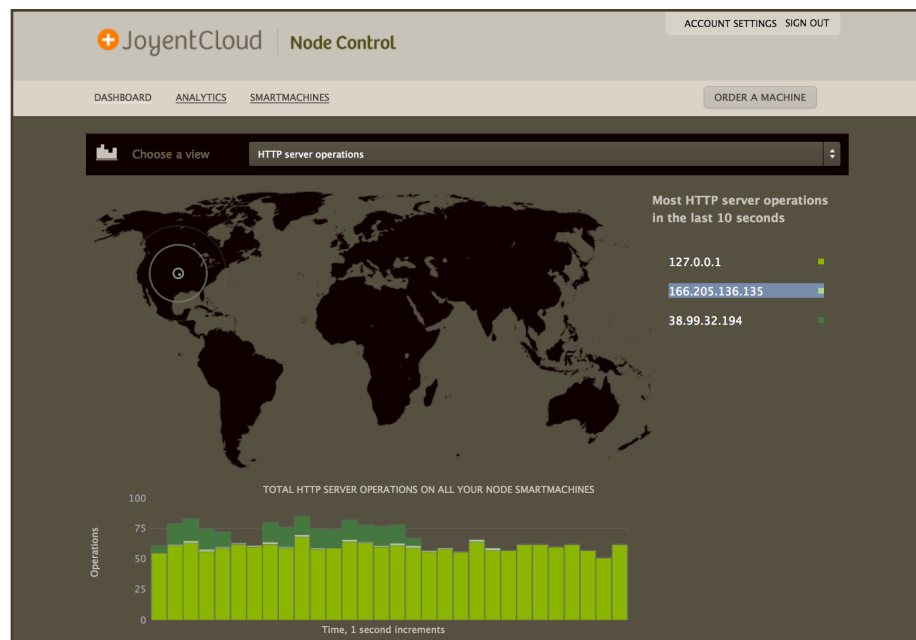 ACCOUNT SETTINGS SIGN OUT
JoyentCloud Node Control
DASHBOARD ANALYTICS SMARTMACHINES ORDER A MACHINE
Choose a view HTTP server operations
Most HTTP server operations
in the last 10 seconds
127.0.0.1
166.205.136.135
38.99.32.194
TOTAL HTTP SERVER OPERATIONS ON ALL YOUR NODE SMARTMACHINES
100
75
50
25
0
Operations
Time, 1 second increments